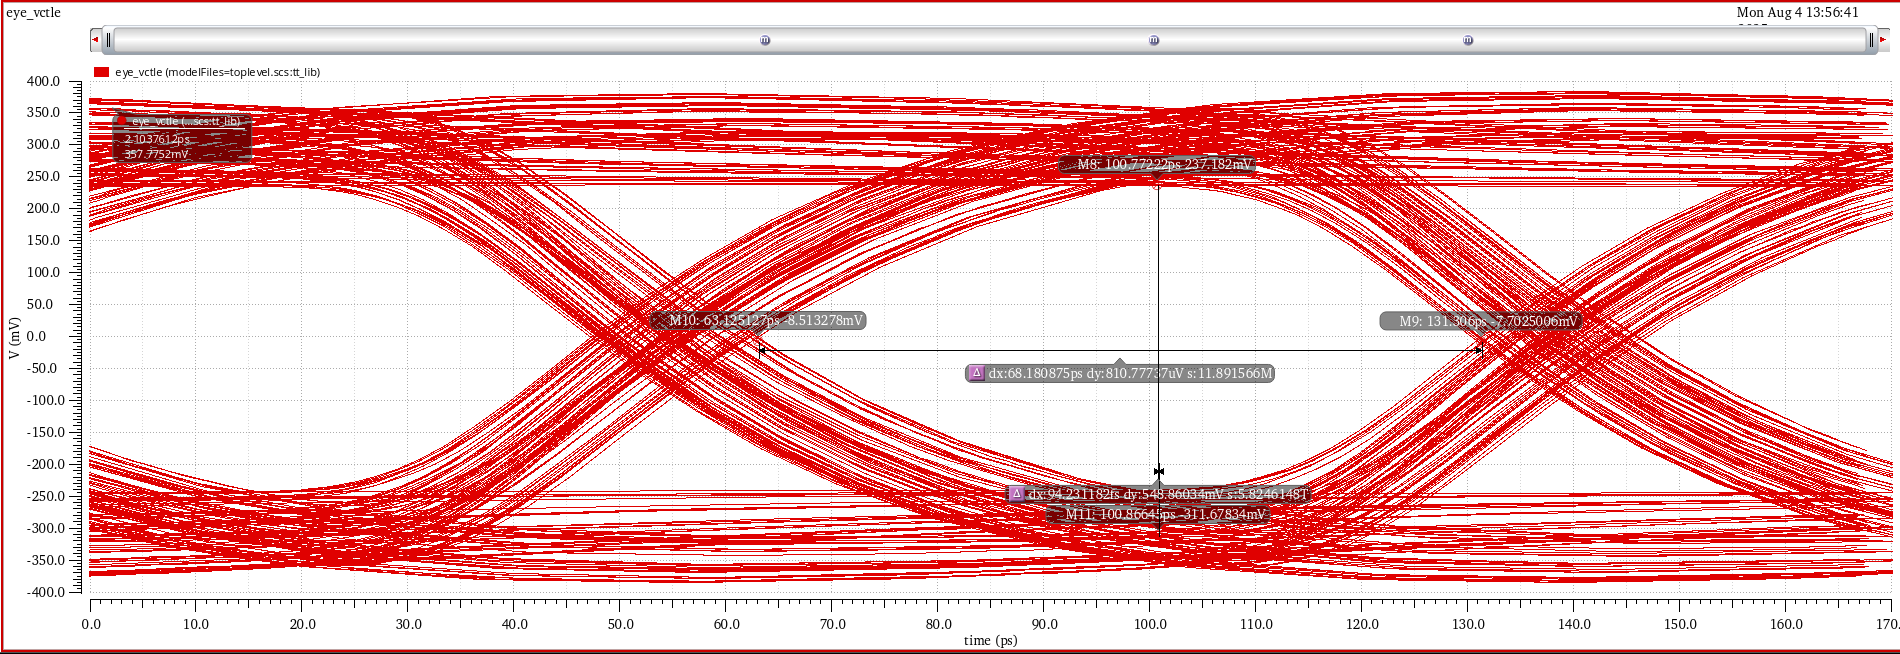 eye_vctle
Mon Aug 4 13:56:41
eye_vctle (modelFiles=toplevel.scs:tt_lib)
400.0
350.0
300.0
250.0
200.0
150.0
100.0
50.0
0.0
-50.0
-100.0
-150.0
-200.0
-250.0
-300.0
-350.0
-400.0
V (mV)
eye_vctle (...scs:tt_lib)
2.1037612ps
357.7752mV
M8: 100.77222ps 237.182mV
M10: 63.125127ps -8.513278mV
M9: 131.306ps -7.7025006mV
dx:68.180875ps dy:810.77737uV s:11.891566M
dx:94.231182fs dy:548.86034mV s:5.8246148T
M11: 100.86645ps -311.67834mV
0.0 10.0 20.0 30.0 40.0 50.0 60.0 70.0 80.0 90.0 100.0 110.0 120.0 130.0 140.0 150.0 160.0 170.
time (ps)